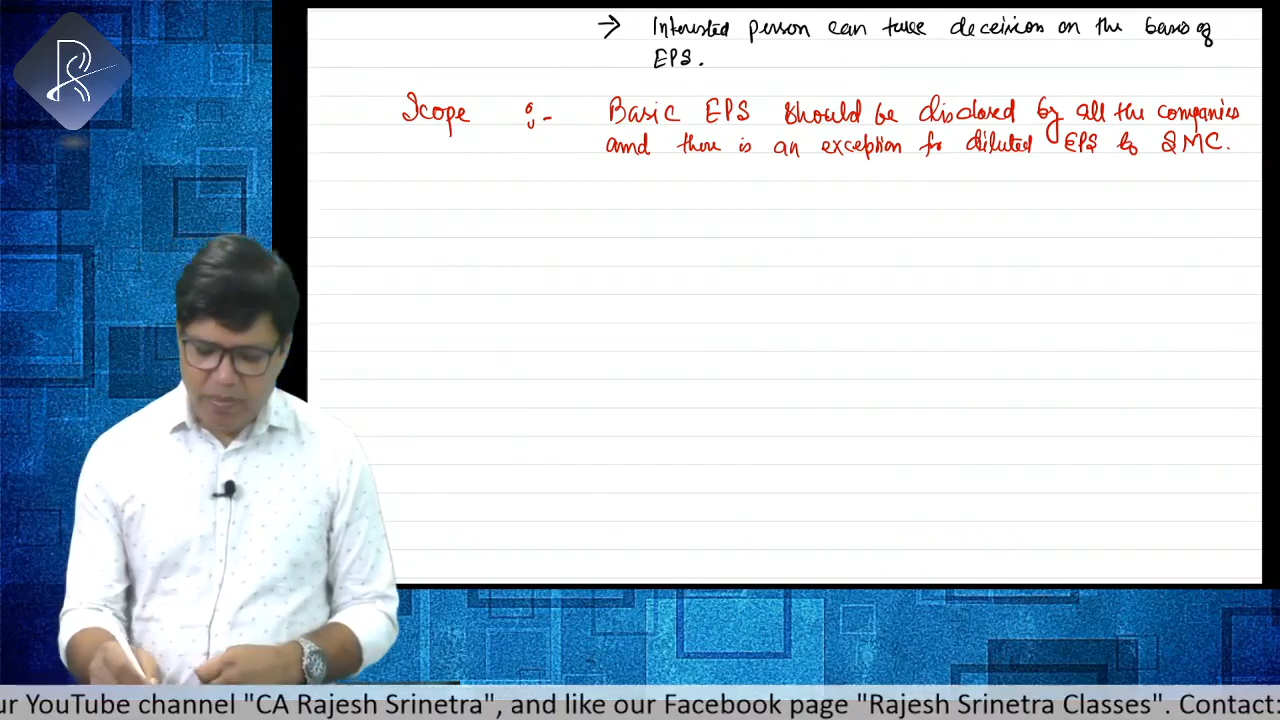 → Interested person can take decision on the basis of
EPS.
Scope :- Basic EPS should be disclosed by all the companies
and there is an exception for diluted EPS to SMC.
ur YouTube channel "CA Rajesh Srinetra", and like our Facebook page "Rajesh Srinetra Classes". Contact: